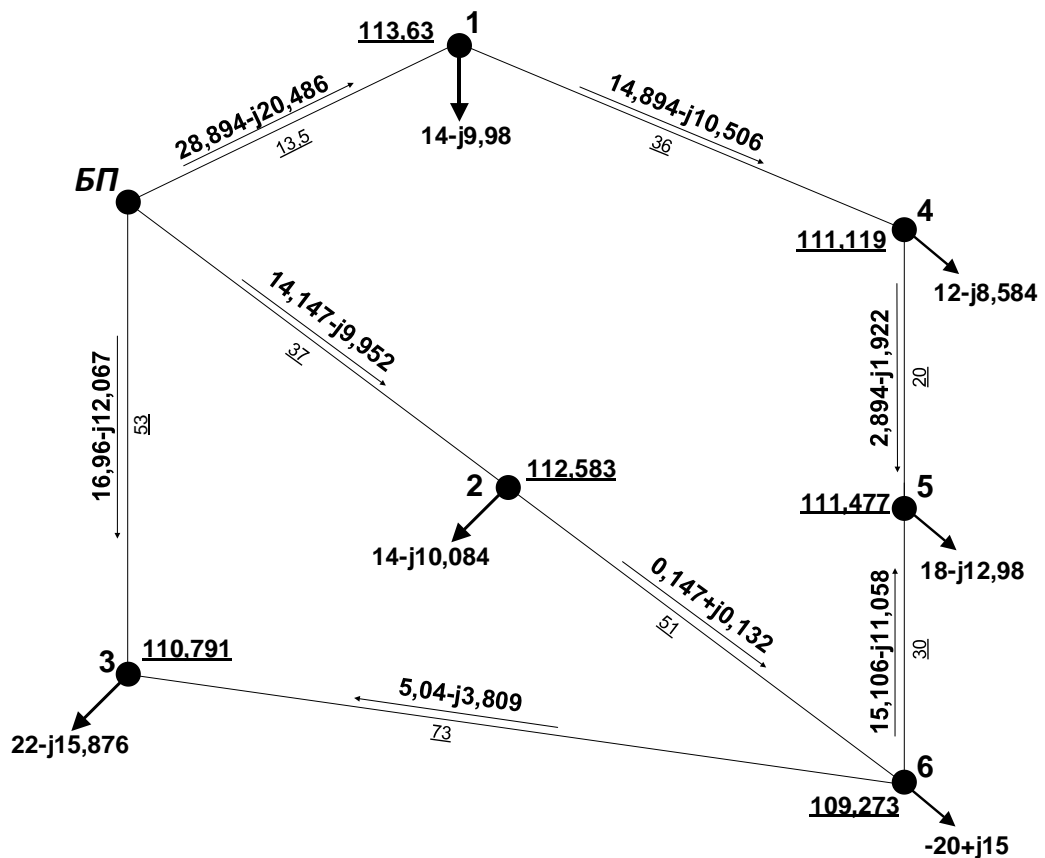 1
113,63
28,894-j20,486
13,5
14-j9,98
14,894-j10,506
36
БП
4
111,119
12-j8,584
14,147-j9,952
37
16,96-j12,067
53
2,894-j1,922
20
2
112,583
14-j10,084
5
111,477
18-j12,98
0,147+j0,132
51
15,106-j11,058
30
3
110,791
22-j15,876
5,04-j3,809
73
6
109,273
-20+j15